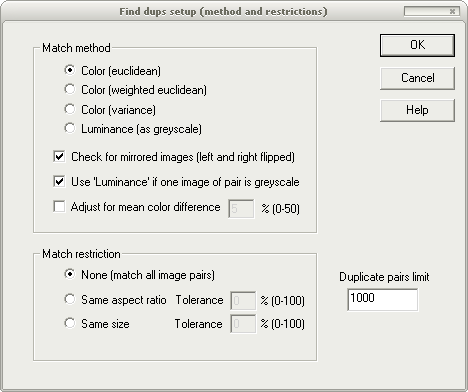 Find dups setup (method and restrictions)
Match method
Color (euclidean)
Color (weighted euclidean)
Color (variance)
Luminance (as greyscale)
Check for mirrored images (left and right flipped)
Use 'Luminance' if one image of pair is greyscale
Adjust for mean color difference 5 % (0-50)
OK
Cancel
Help
Match restriction
None (match all image pairs)
Same aspect ratio Tolerance 0 % (0-100)
Same size Tolerance 0 % (0-100)
Duplicate pairs limit
1000